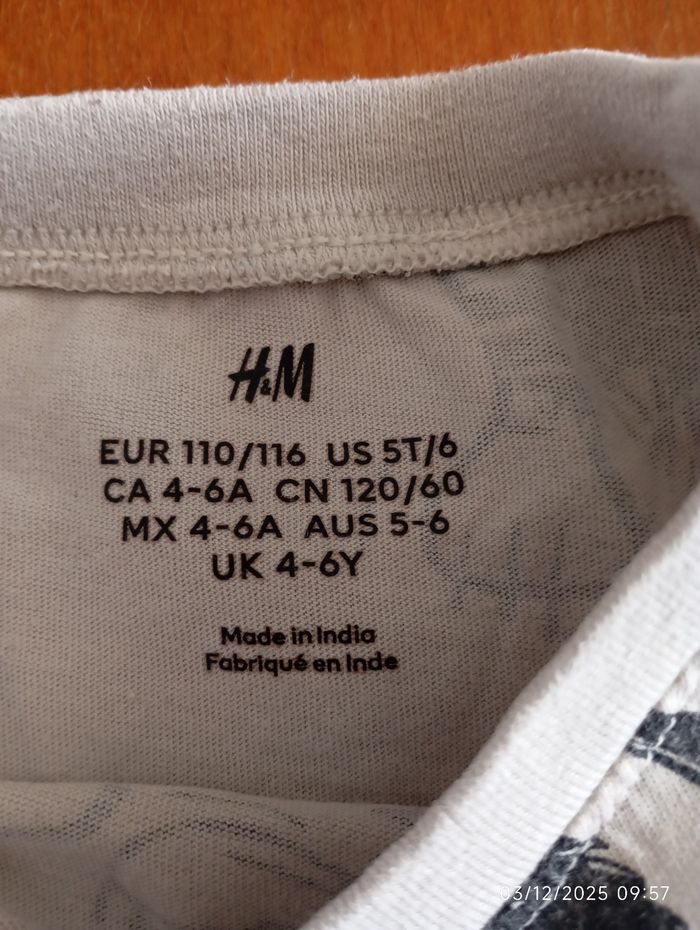 H&M
EUR 110/116 US 5T/6
CA 4-6A CN 120/60
MX 4-6A AUS 5-6
UK 4-6Y
Made in India
Fabriqué en Inde
03/12/2025 09:57